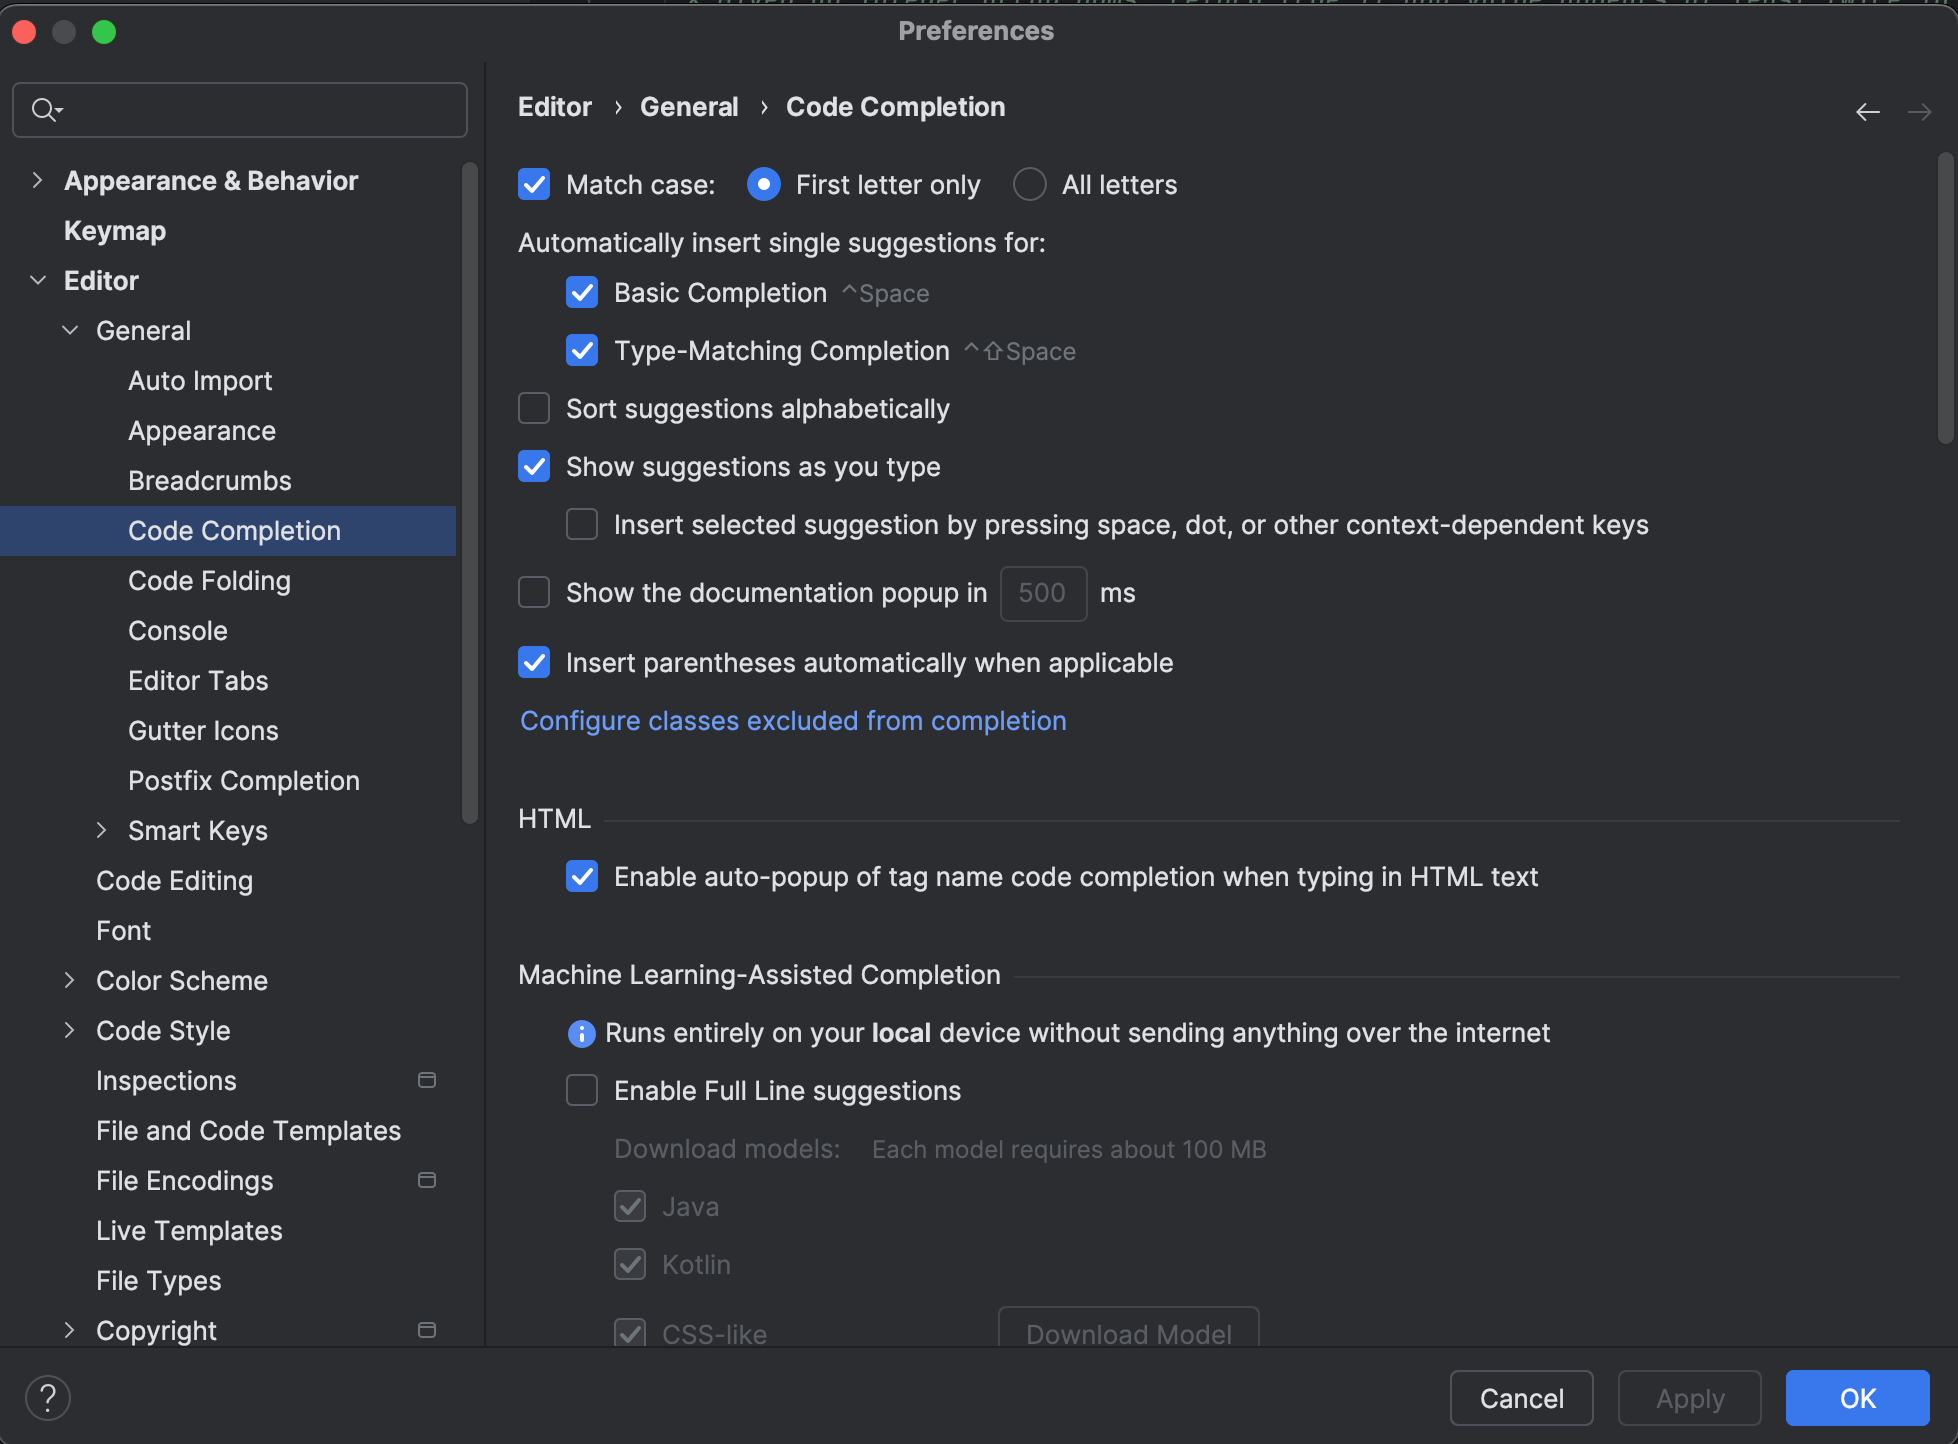 Preferences
Editor › General › Code Completion
Appearance & Behavior
Keymap
Editor
General
Auto Import
Appearance
Breadcrumbs
Code Completion
Code Folding
Console
Editor Tabs
Gutter Icons
Postfix Completion
Smart Keys
Code Editing
Font
Color Scheme
Code Style
Inspections
File and Code Templates
File Encodings
Live Templates
File Types
Copyright
Match case: First letter only All letters
Automatically insert single suggestions for:
Basic Completion ^Space
Type-Matching Completion ^⇧Space
Sort suggestions alphabetically
Show suggestions as you type
Insert selected suggestion by pressing space, dot, or other context-dependent keys
Show the documentation popup in 500 ms
Insert parentheses automatically when applicable
Configure classes excluded from completion
HTML
Enable auto-popup of tag name code completion when typing in HTML text
Machine Learning-Assisted Completion
Runs entirely on your local device without sending anything over the internet
Enable Full Line suggestions
Download models: Each model requires about 100 MB
Java
Kotlin
CSS-like Download Model
? Cancel Apply OK